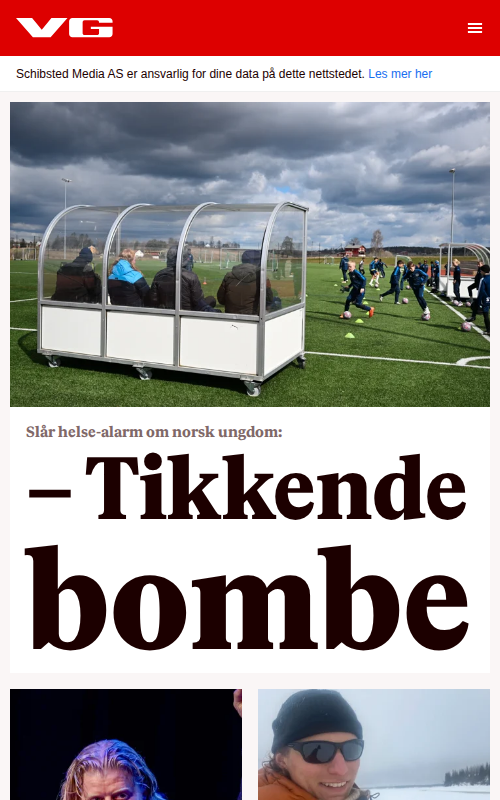 VG
Schibsted Media AS er ansvarlig for dine data på dette nettstedet. Les mer her
Slår helse-alarm om norsk ungdom:
– Tikkende
bombe